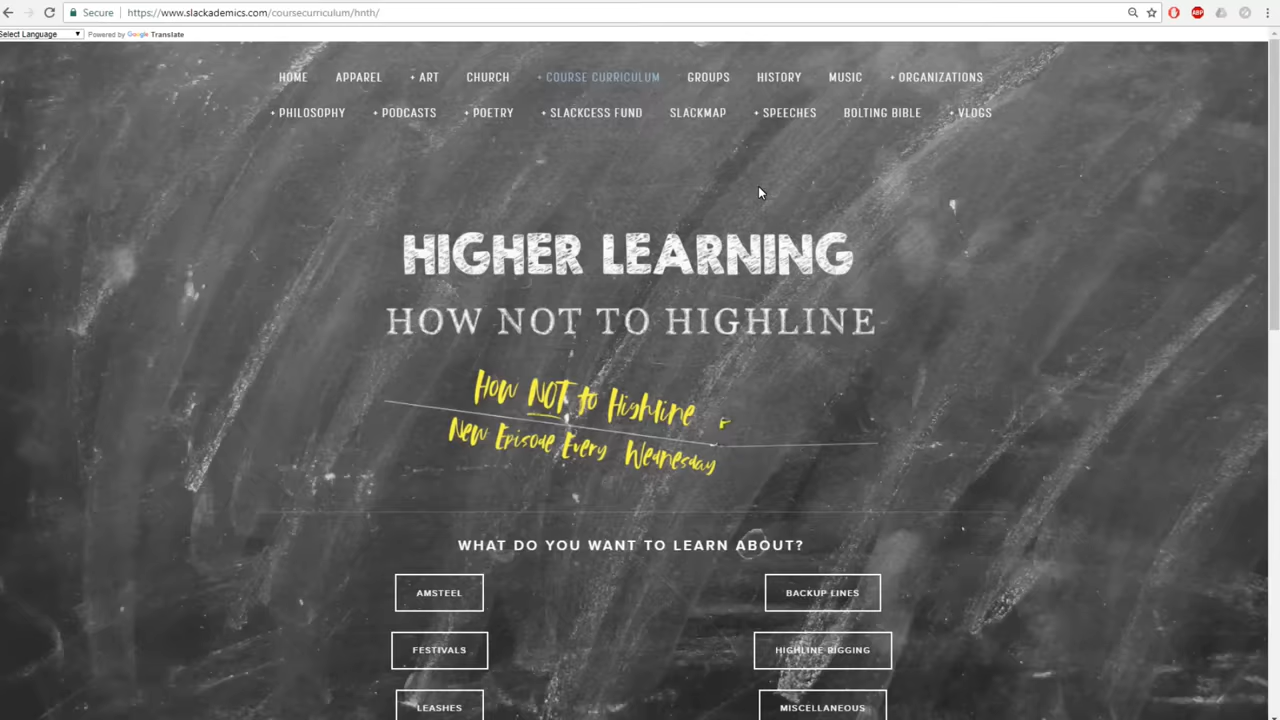 Secure https://www.slackademics.com/coursecurriculum/hnth/
ABP
Select Language
Powered by Google Translate
HOME APPAREL + ART CHURCH + COURSE CURRICULUM GROUPS HISTORY MUSIC + ORGANIZATIONS
+ PHILOSOPHY + PODCASTS + POETRY + SLACKCESS FUND SLACKMAP + SPEECHES BOLTING BIBLE + VLOGS
HIGHER LEARNING
HOW NOT TO HIGHLINE
How NOT to Highline
New Episode Every Wednesday
WHAT DO YOU WANT TO LEARN ABOUT?
AMSTEEL BACKUP LINES
FESTIVALS HIGHLINE RIGGING
LEASHES MISCELLANEOUS